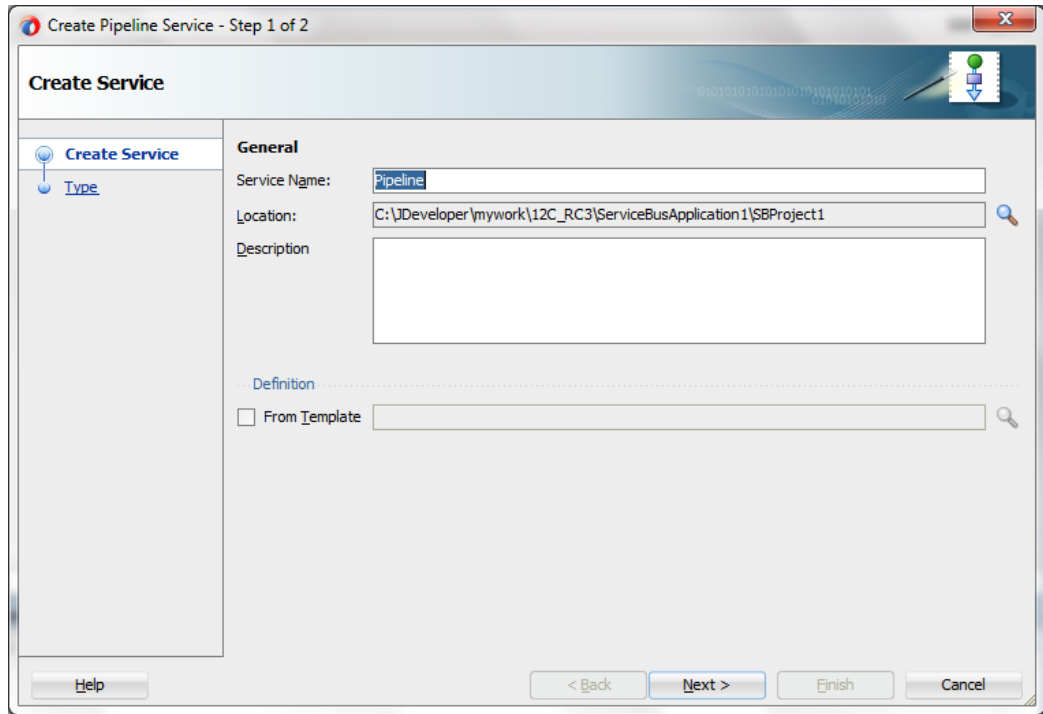 Create Pipeline Service - Step 1 of 2
Create Service
Create Service
Type
General
Service Name: Pipeline
Location: C:\JDeveloper\mywork\12C_RC3\ServiceBusApplication1\SBProject1
Description
Definition
From Template
Help
< Back Next > Finish Cancel